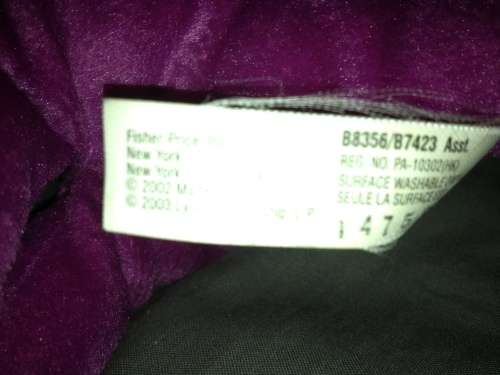 Fisher-Price,
New York
New York
© 2002
© 2003
B8356/B7423 Asst.
REG. NO. PA-10302(HK)
SURFACE WASHABLE
SEULE LA SURFACE
1 4 7 5